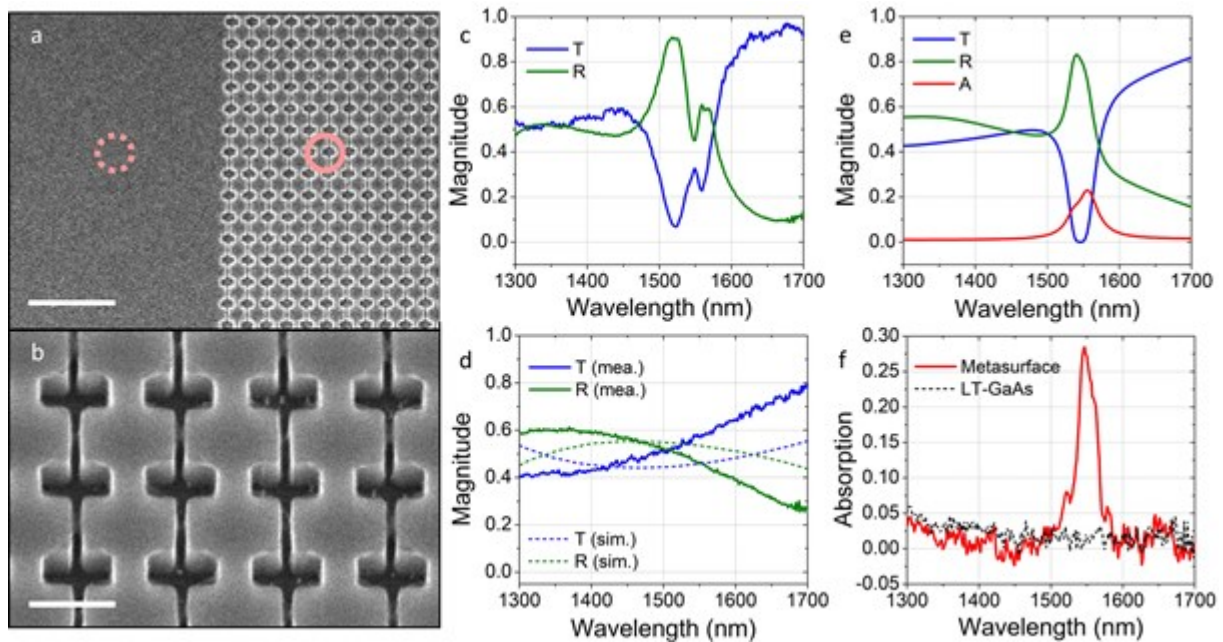 a
b
c
T
R
Magnitude
1.0
0.8
0.6
0.4
0.2
0.0
1300 1400 1500 1600 1700
Wavelength (nm)
d
T (mea.)
R (mea.)
T (sim.)
R (sim.)
Magnitude
1.0
0.8
0.6
0.4
0.2
0.0
1300 1400 1500 1600 1700
Wavelength (nm)
e
T
R
A
Magnitude
1.0
0.8
0.6
0.4
0.2
0.0
1300 1400 1500 1600 1700
Wavelength (nm)
f
Metasurface
LT-GaAs
Absorption
0.30
0.25
0.20
0.15
0.10
0.05
0.00
-0.05
1300 1400 1500 1600 1700
Wavelength (nm)